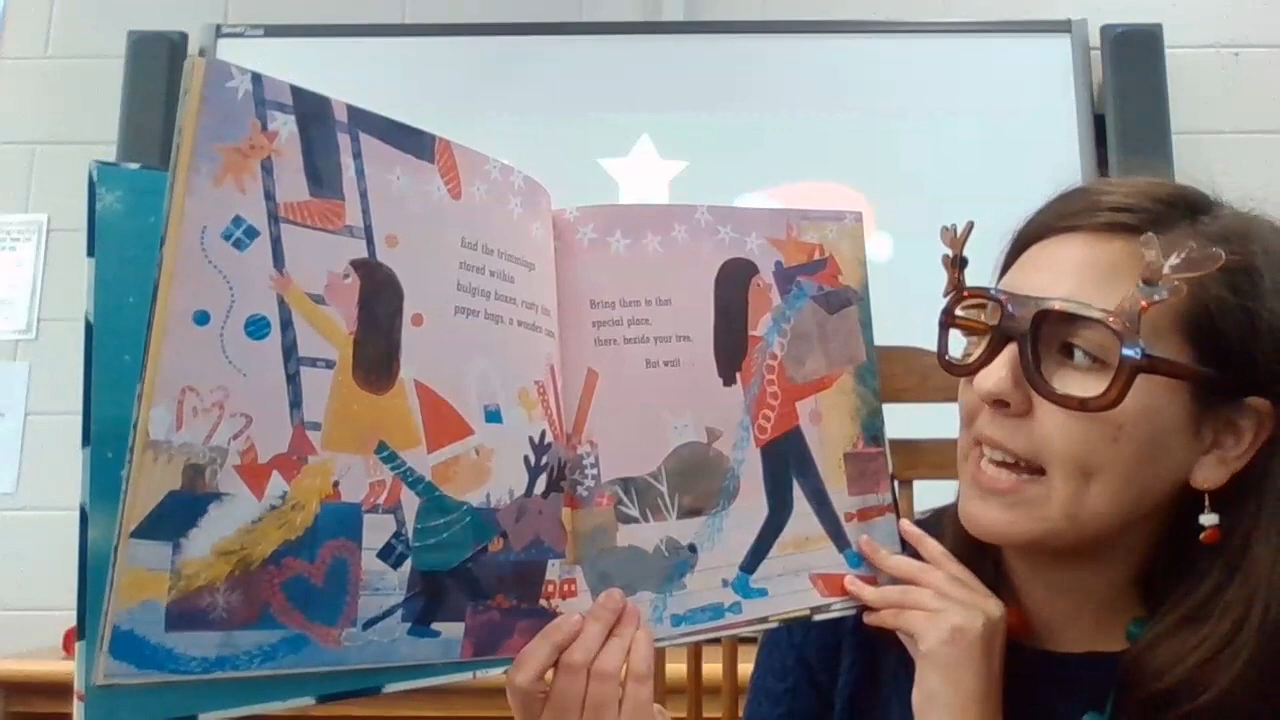 find the trimmings
stored within
bulging boxes, rusty tins,
paper bags, a wooden
Bring them to that
special place,
there, beside your tree.
But wait . . .